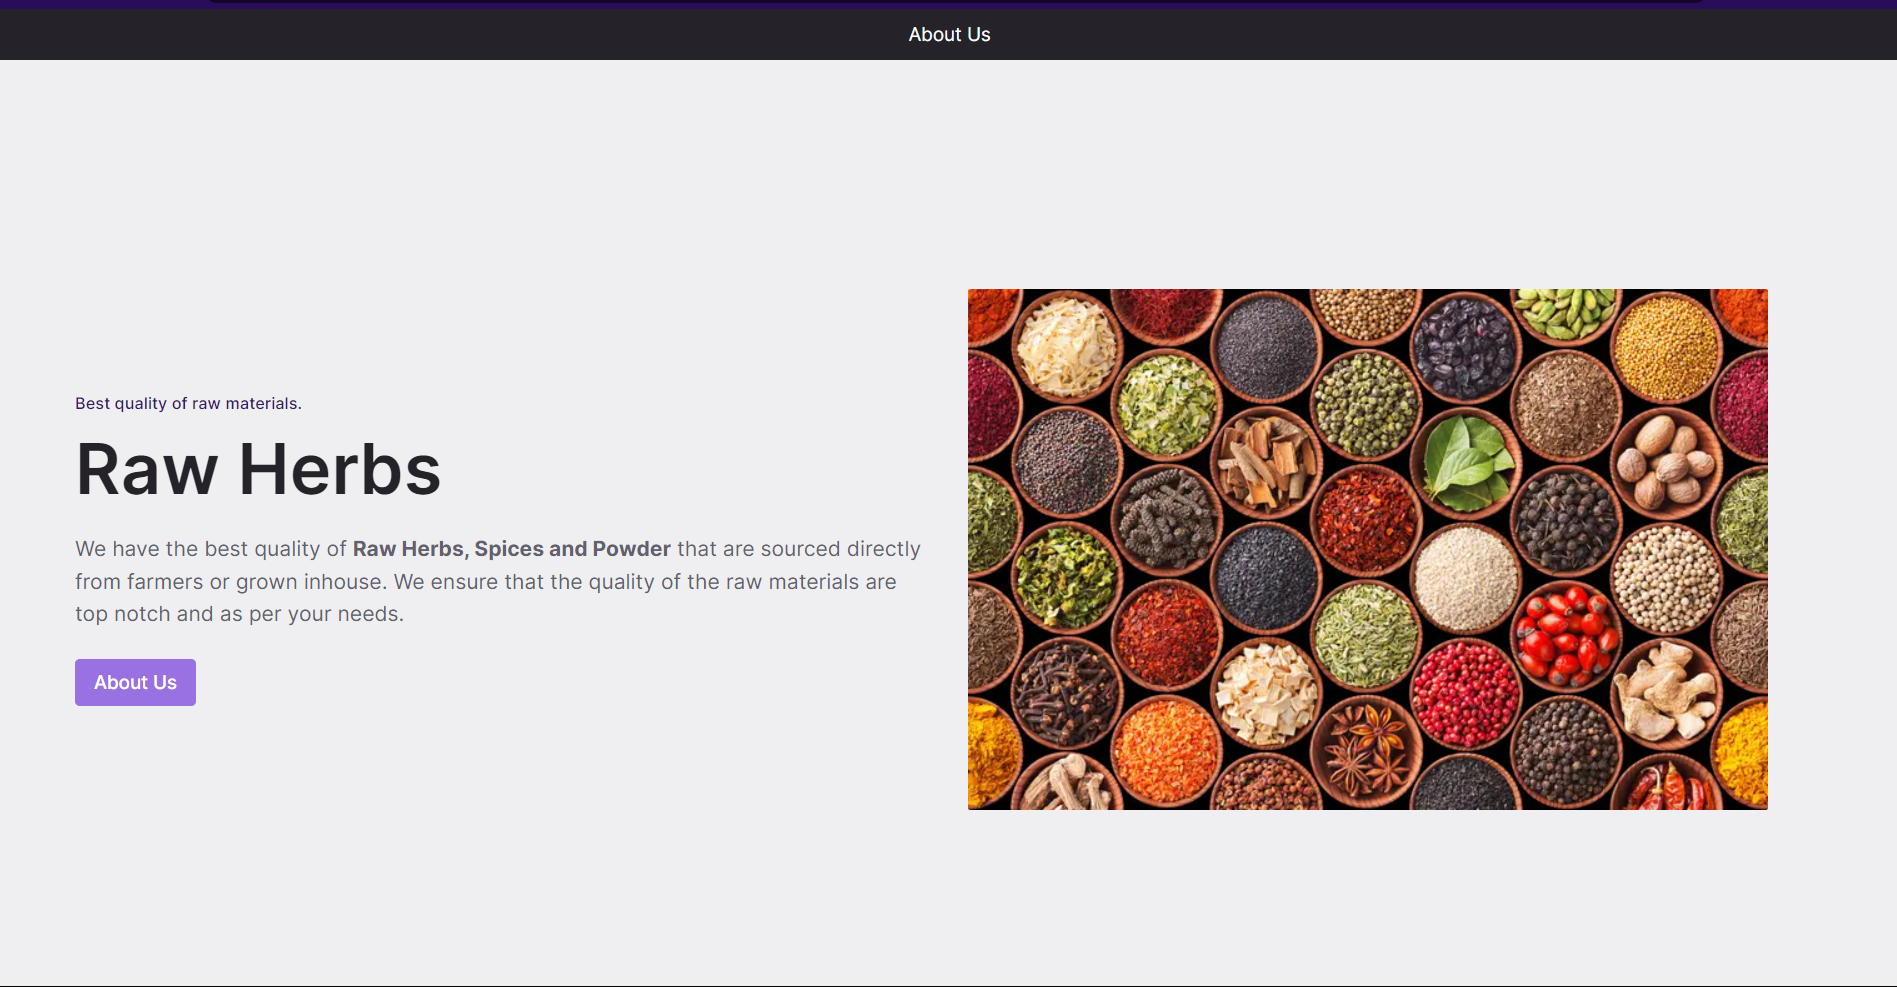 About Us
Best quality of raw materials.
Raw Herbs
We have the best quality of Raw Herbs, Spices and Powder that are sourced directly
from farmers or grown inhouse. We ensure that the quality of the raw materials are
top notch and as per your needs.
About Us